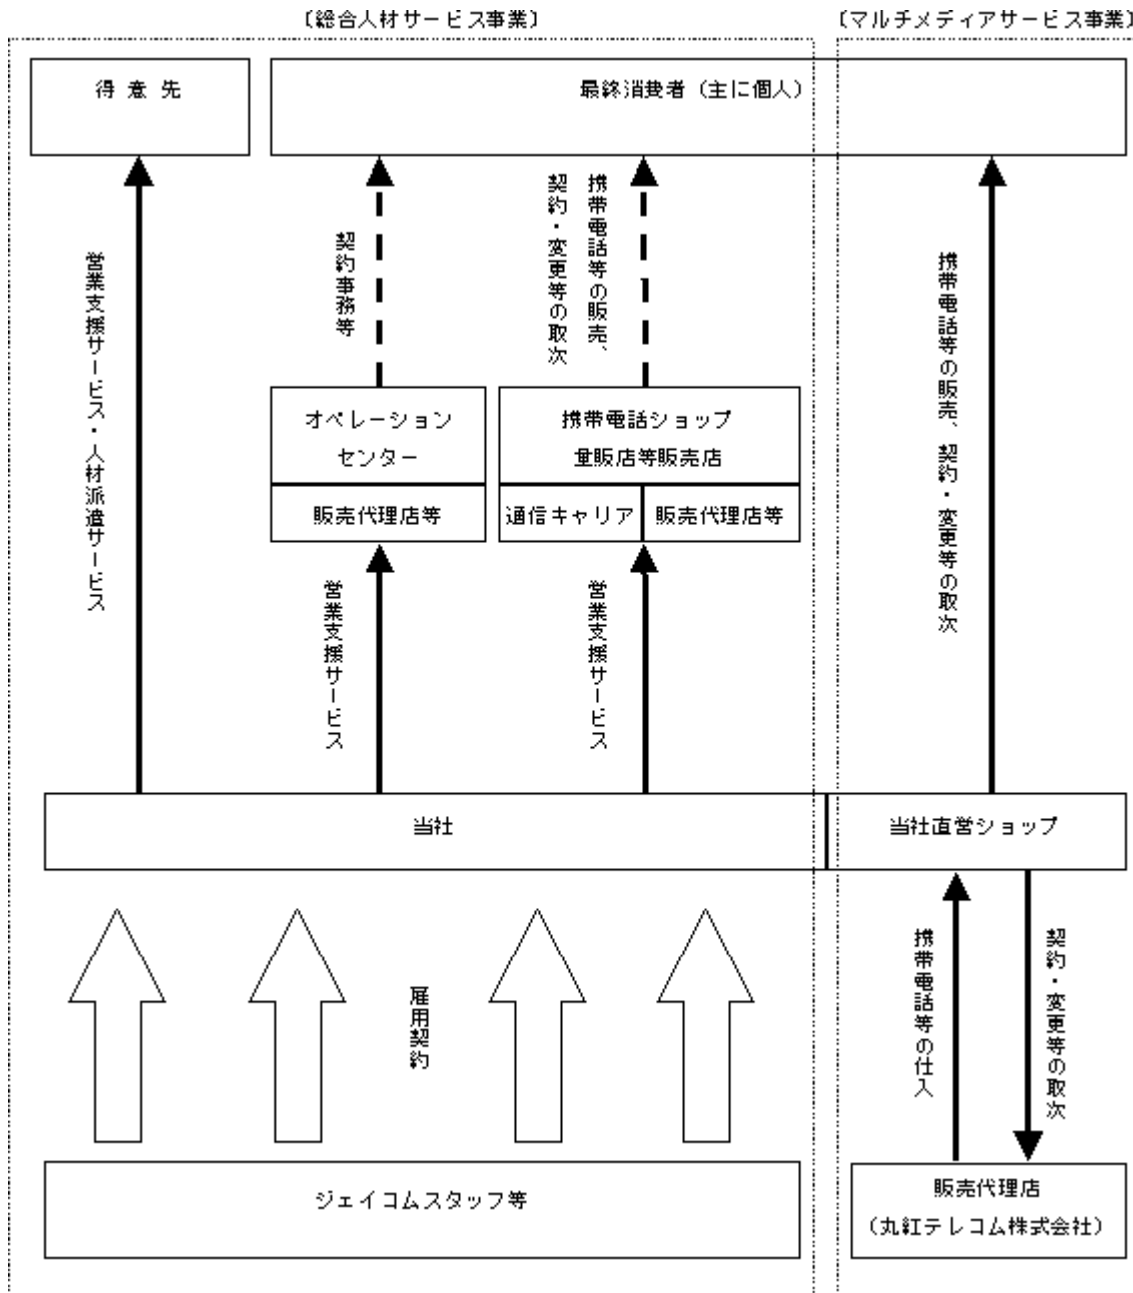 〔総合人材サービス事業〕
〔マルチメディアサービス事業〕
得意先
最終消費者（主に個人）
営業支援サービス・人材派遣サービス
契約事務等
携帯電話等の販売、
契約・変更等の取次
携帯電話等の販売、契約・変更等の取次
オペレーション
センター
販売代理店等
携帯電話ショップ
量販店等販売店
通信キャリア
販売代理店等
営業支援サービス
営業支援サービス
当社
当社直営ショップ
雇用契約
携帯電話等の仕入
契約・変更等の取次
ジェイコムスタッフ等
販売代理店
（丸紅テレコム株式会社）